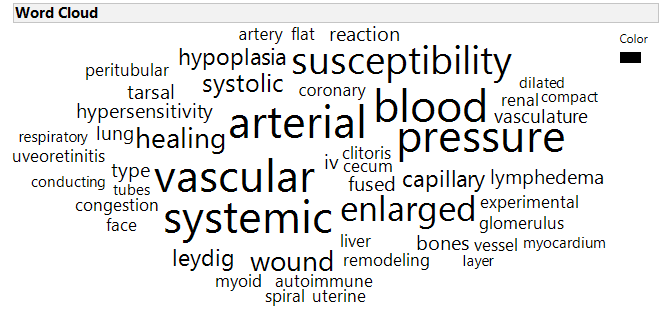 Word Cloud
Color
artery flat reaction
hypoplasia susceptibility
peritubular
systolic coronary dilated
tarsal renal compact
hypersensitivity arterial blood vasculature
respiratory lung healing pressure
uveoretinitis iv clitoris
conducting type vascular cecum
tubes fused capillary lymphedema
congestion systemic enlarged experimental
face glomerulus
liver bones vessel myocardium
leydig wound remodeling layer
myoid autoimmune
spiral uterine